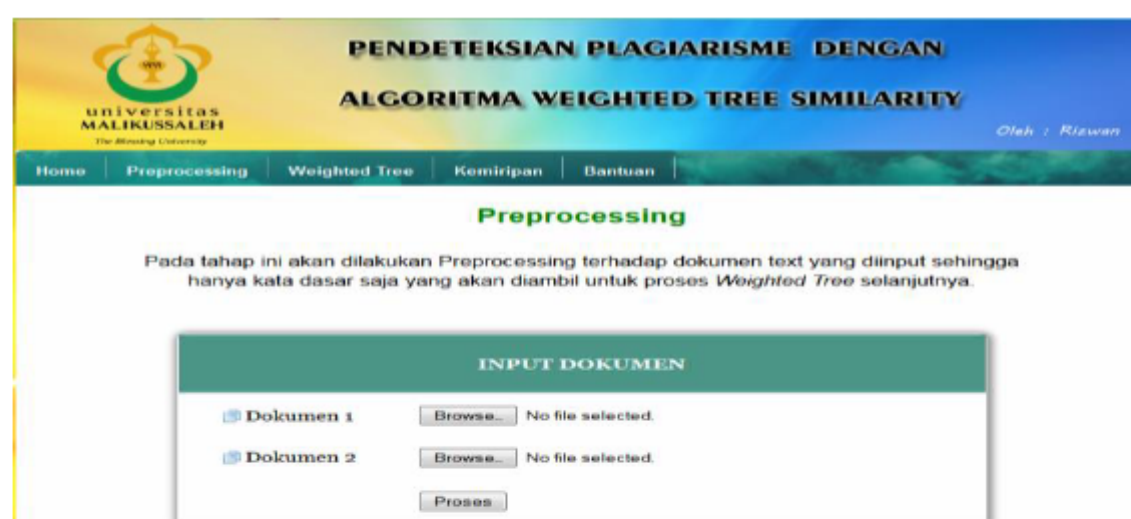 PENDETEKSIAN PLAGIARISME DENGAN
ALGORITMA WEIGHTED TREE SIMILARITY
universitas
MALIKUSSALEH
The Blessing University
Oleh : Rizwan
Home Preprocessing Weighted Tree Kemiripan Bantuan
Preprocessing
Pada tahap ini akan dilakukan Preprocessing terhadap dokumen text yang diinput sehingga
hanya kata dasar saja yang akan diambil untuk proses Weighted Tree selanjutnya.
INPUT DOKUMEN
Dokumen 1 Browse... No file selected.
Dokumen 2 Browse... No file selected.
Proses